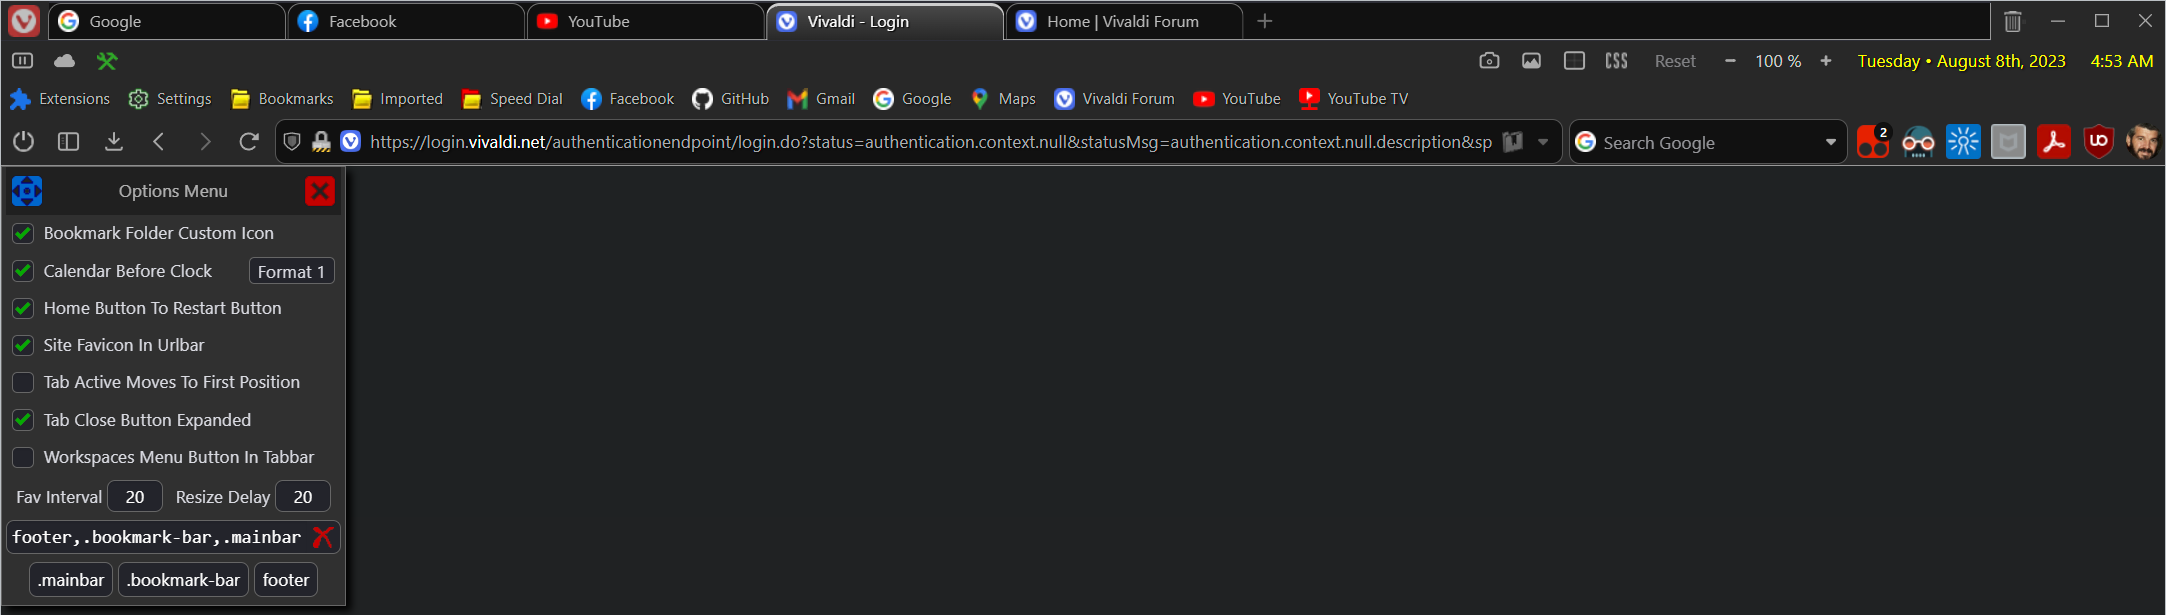 Google
Facebook
YouTube
Vivaldi - Login
Home | Vivaldi Forum
CSS
Reset
100 %
Tuesday • August 8th, 2023
4:53 AM
Extensions
Settings
Bookmarks
Imported
Speed Dial
Facebook
GitHub
Gmail
Google
Maps
Vivaldi Forum
YouTube
YouTube TV
https://login.vivaldi.net/authenticationendpoint/login.do?status=authentication.context.null&statusMsg=authentication.context.null.description&sp
Search Google
2
Options Menu
Bookmark Folder Custom Icon
Calendar Before Clock
Format 1
Home Button To Restart Button
Site Favicon In Urlbar
Tab Active Moves To First Position
Tab Close Button Expanded
Workspaces Menu Button In Tabbar
Fav Interval 20
Resize Delay 20
footer,.bookmark-bar,.mainbar
.mainbar
.bookmark-bar
footer